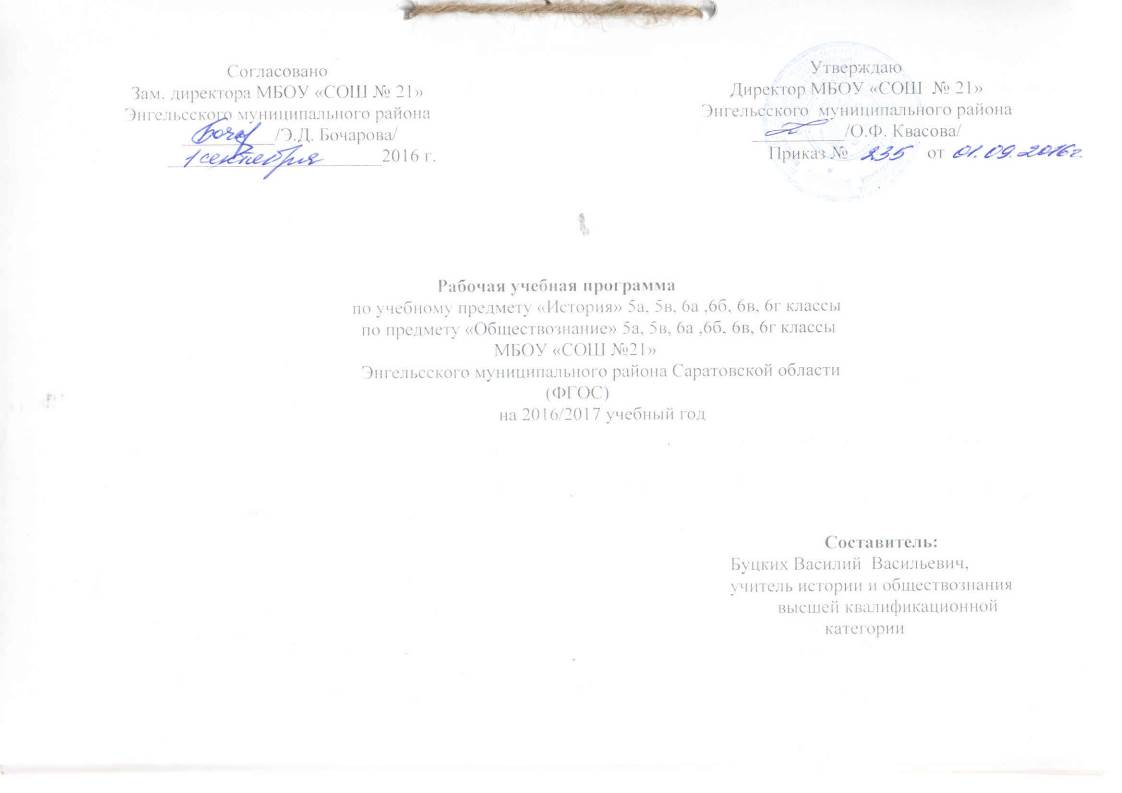 Согласовано
Зам. директора МБОУ «СОШ № 21»
Энгельсского муниципального района
/Э.Д. Бочарова/
1 сентября 2016 г.
Утверждаю
Директор МБОУ «СОШ № 21»
Энгельсского муниципального района
/О.Ф. Квасова/
Приказ № 235 от 01.09.2016г.
Рабочая учебная программа
по учебному предмету «История» 5а, 5в, 6а ,6б, 6в, 6г классы
по предмету «Обществознание» 5а, 5в, 6а ,6б, 6в, 6г классы
МБОУ «СОШ №21»
Энгельсского муниципального района Саратовской области
(ФГОС)
на 2016/2017 учебный год
Составитель:
Буцких Василий Васильевич,
учитель истории и обществознания
высшей квалификационной
категории